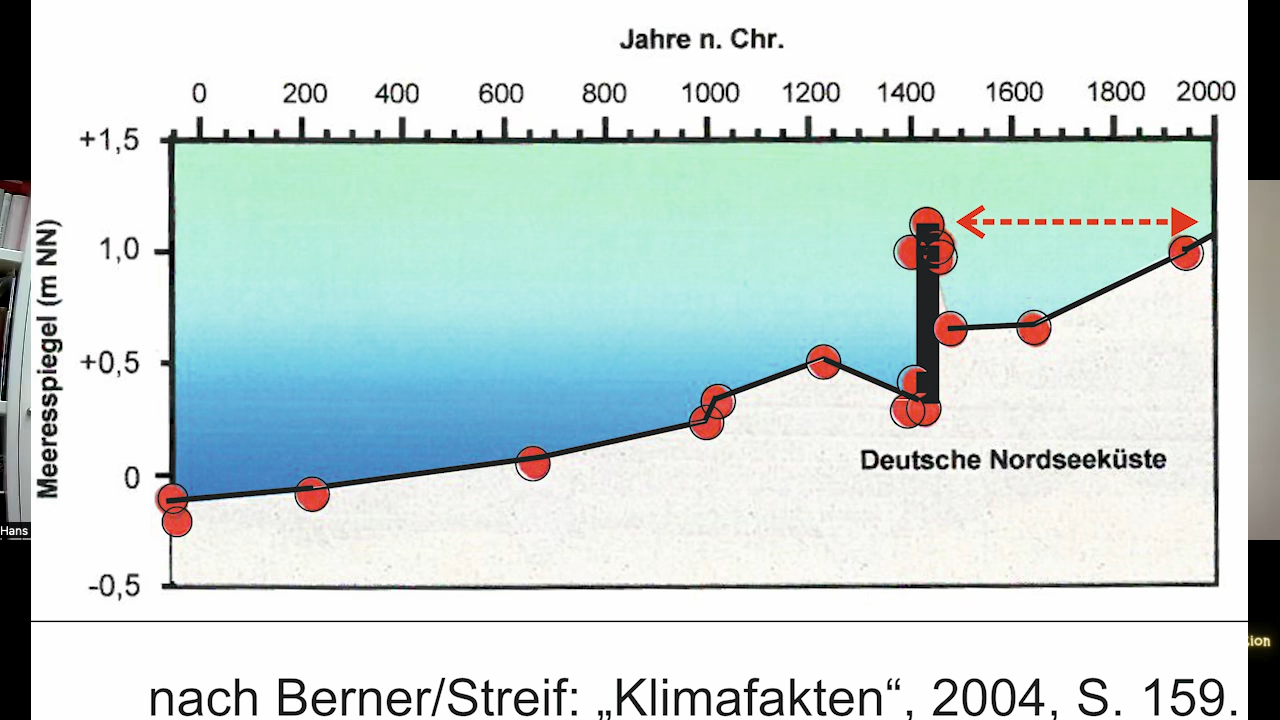 Jahre n. Chr.
0 200 400 600 800 1000 1200 1400 1600 1800 2000
+1,5
1,0
+0,5
0
-0,5
Meeresspiegel (m NN)
Deutsche Nordseeküste
Hans
nach Berner/Streif: „Klimafakten“, 2004, S. 159.